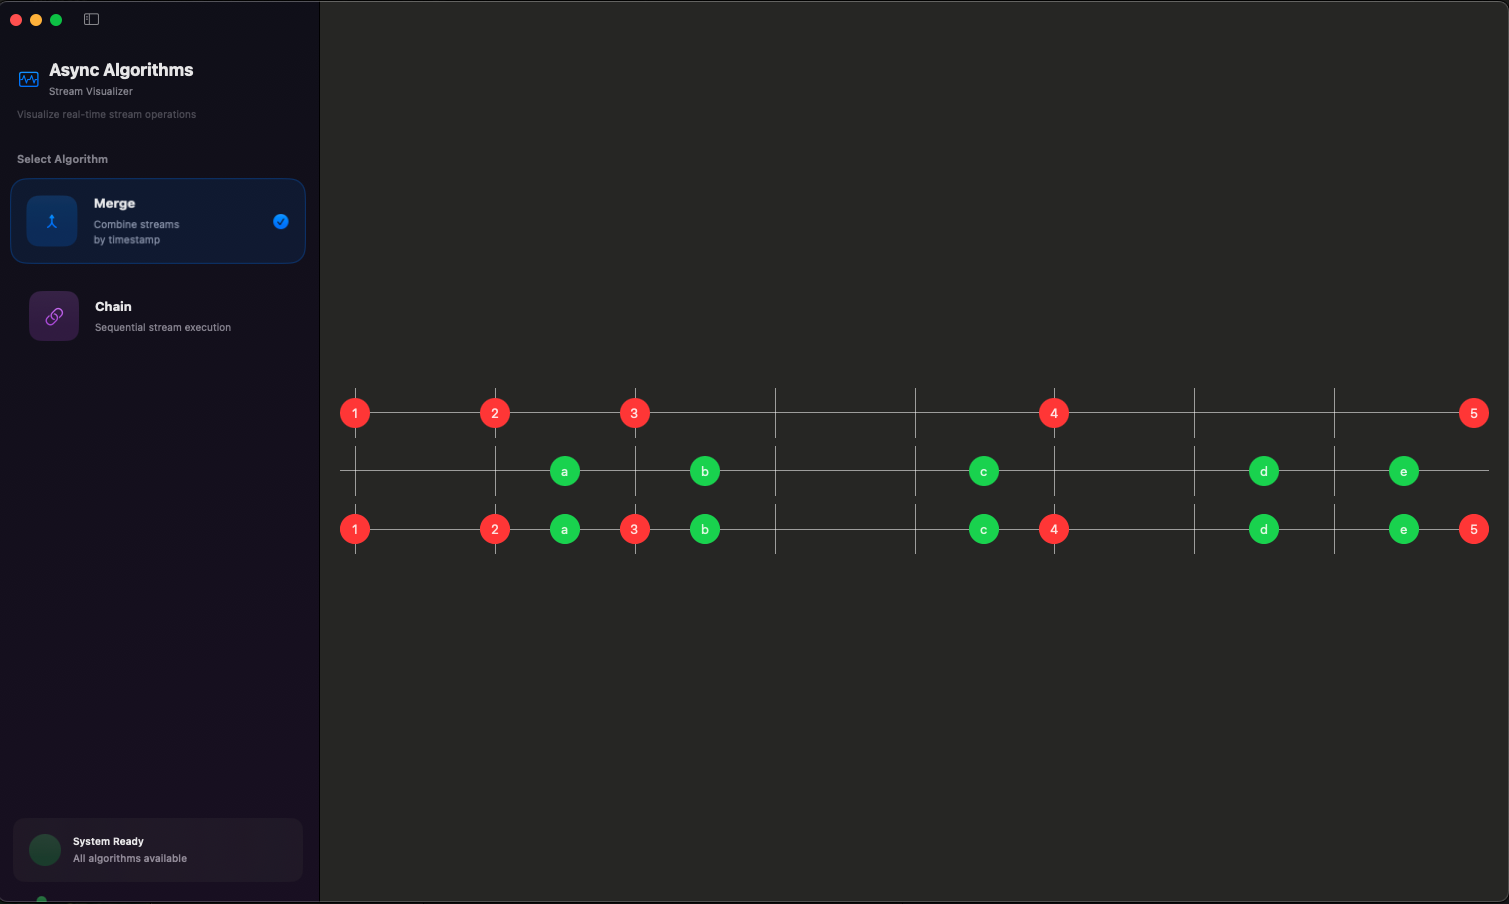 Async Algorithms
Stream Visualizer
Visualize real-time stream operations
Select Algorithm
Merge
Combine streams
by timestamp
Chain
Sequential stream execution
System Ready
All algorithms available
1 2 3 4 5
a b c d e
1 2 a 3 b c 4 d e 5